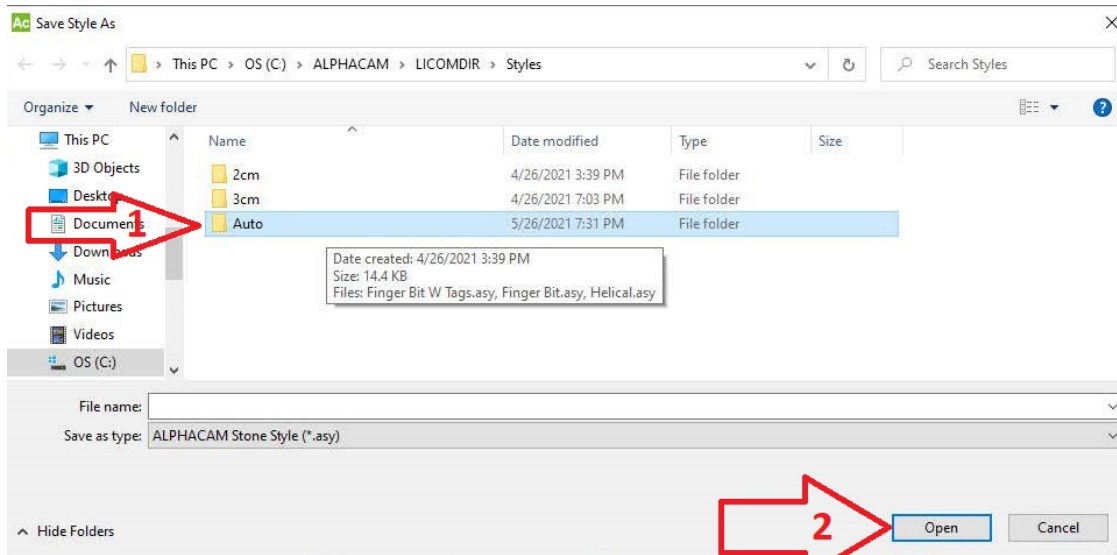 Ac Save Style As
This PC > OS (C:) > ALPHACAM > LICOMDIR > Styles
Search Styles
Organize
New folder
?
This PC
Name
Date modified
Type
Size
3D Objects
2cm
4/26/2021 3:39 PM
File folder
Desktop
3cm
4/26/2021 7:03 PM
File folder
1
Documents
Auto
5/26/2021 7:31 PM
File folder
Downloads
Date created: 4/26/2021 3:39 PM
Size: 14.4 KB
Files: Finger Bit W Tags.asy, Finger Bit.asy, Helical.asy
Music
Pictures
Videos
OS (C:)
File name:
Save as type: ALPHACAM Stone Style (*.asy)
Hide Folders
2
Open
Cancel